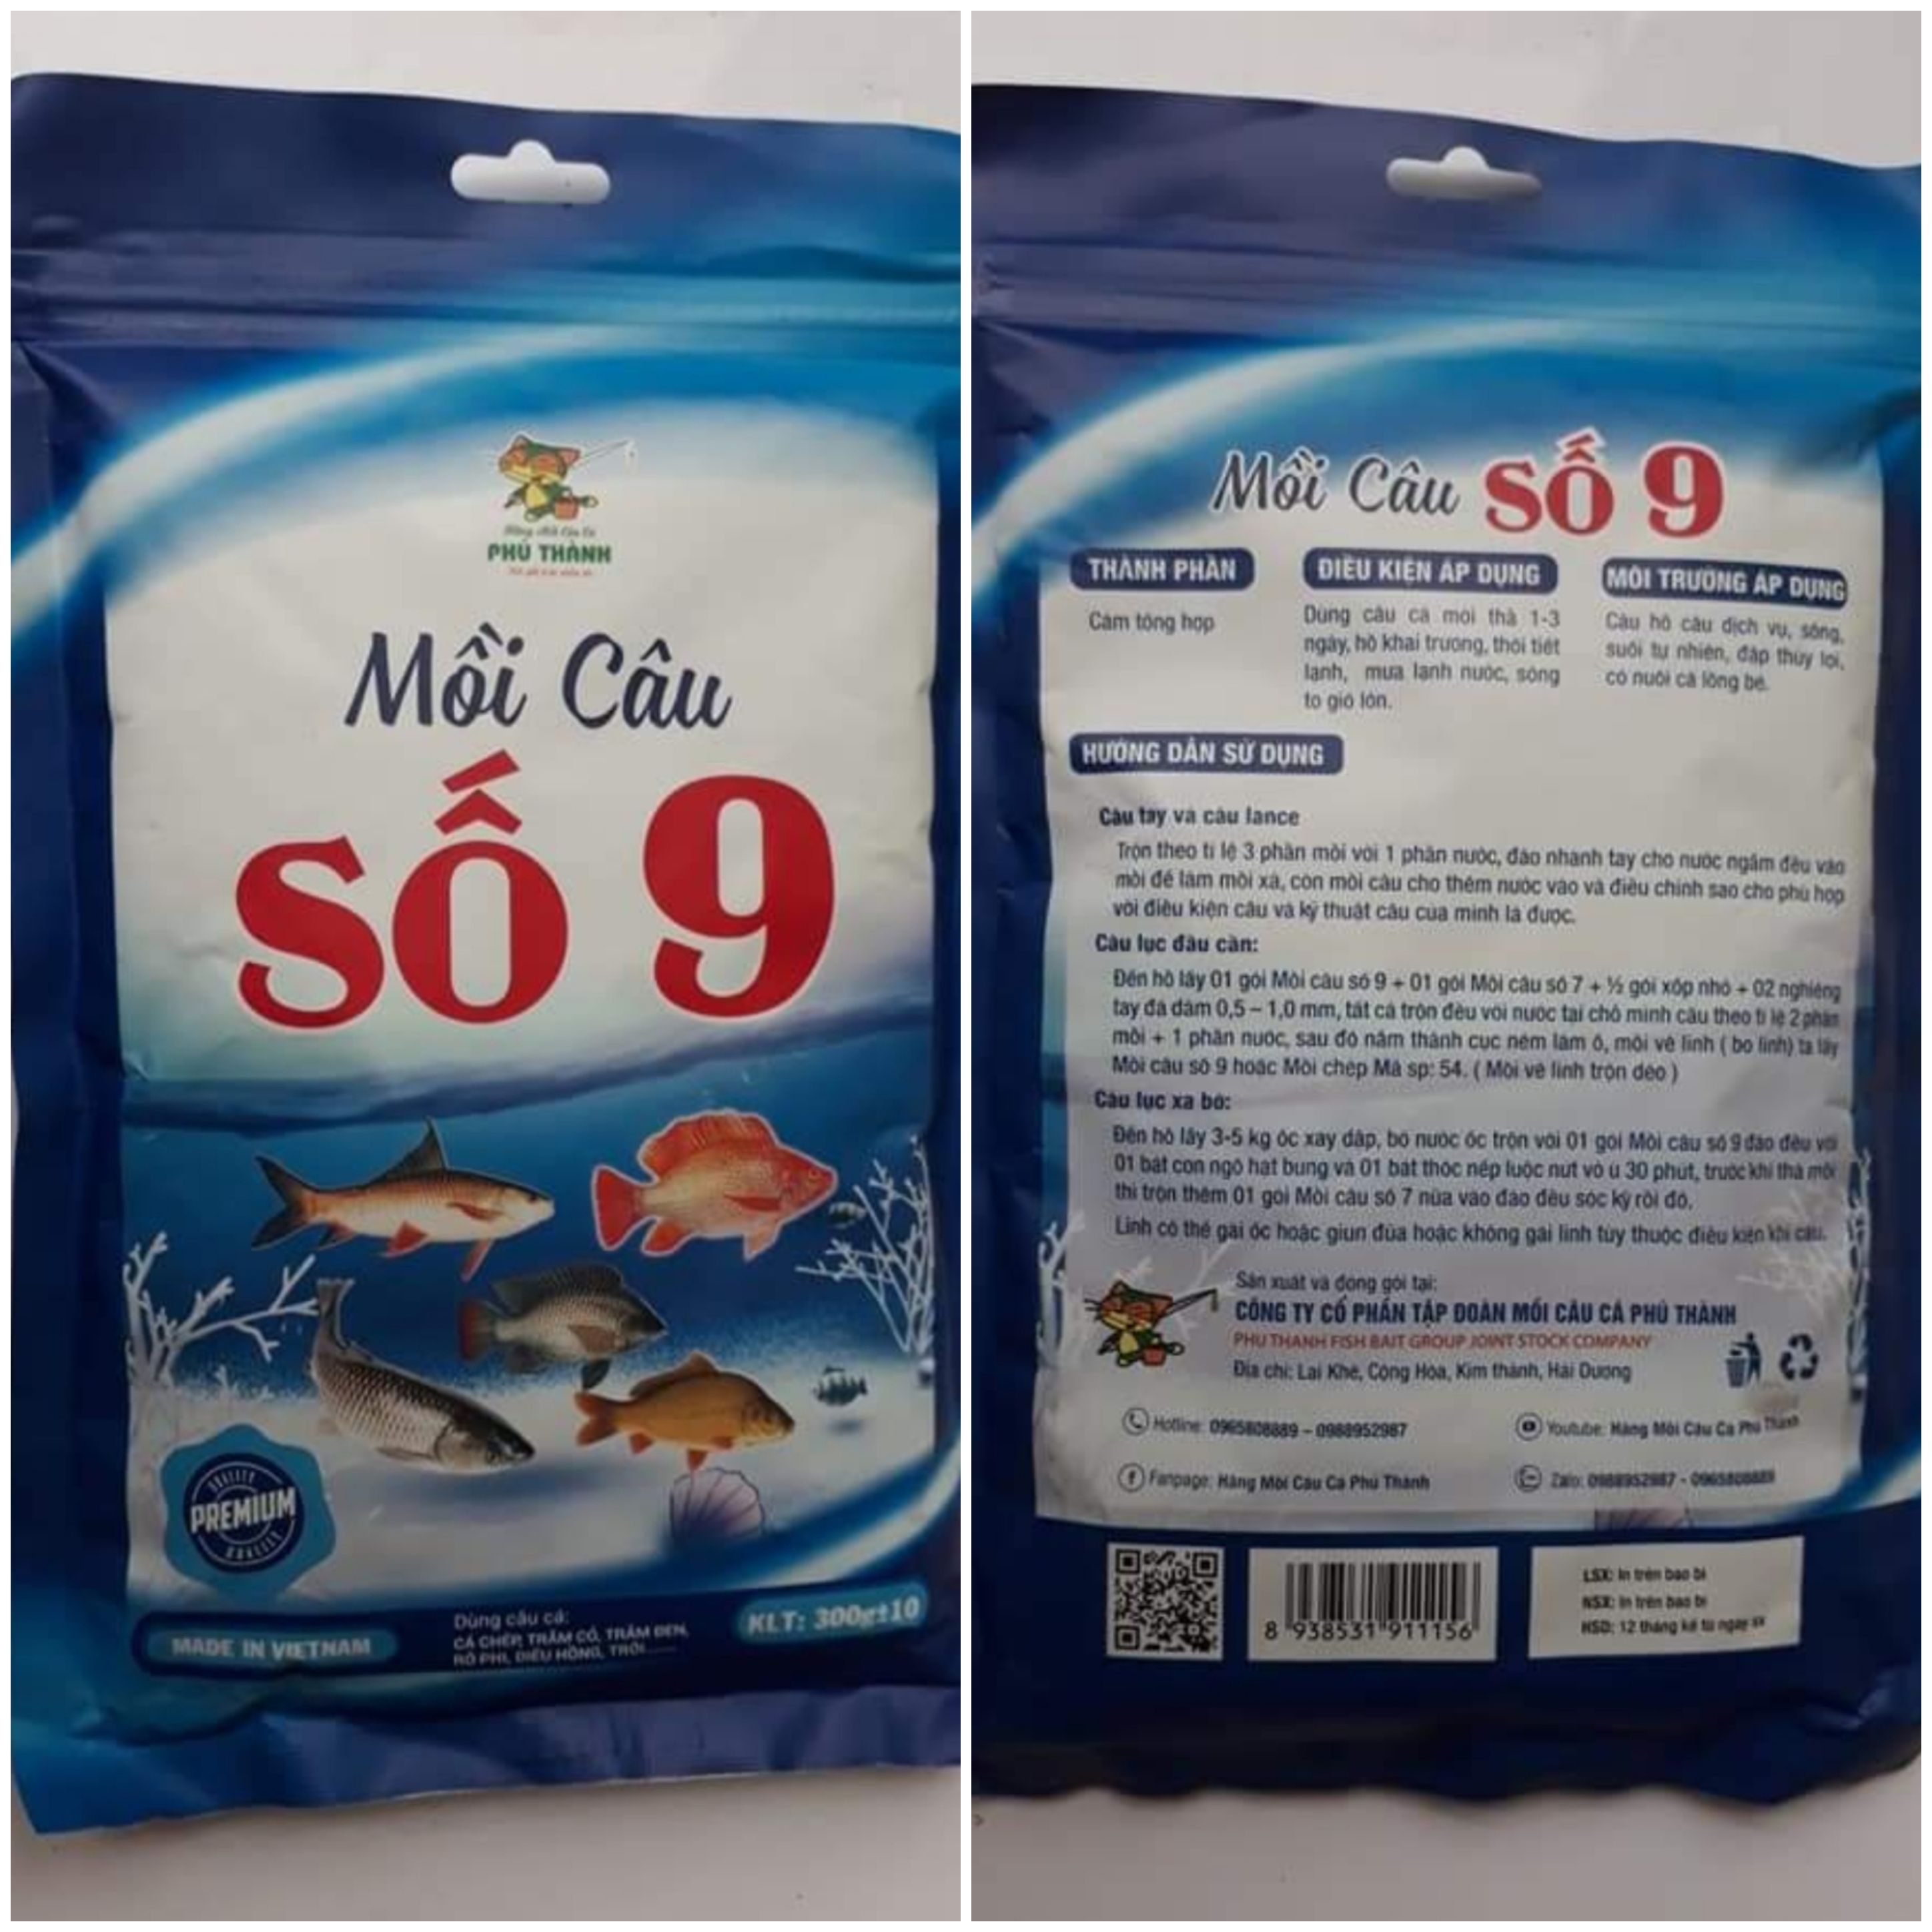 PHÚ THÀNH
Mồi Câu
SỐ 9
QUALITY
PREMIUM
QUALITY
MADE IN VIETNAM
Dùng câu cá:
CÁ CHÉP, TRẮM CỎ, TRẮM ĐEN,
RÔ PHI, DIÊU HỒNG, TRÔI......
KLT: 300g±10
Mồi Câu SỐ 9
THÀNH PHẦN
Cám tổng hợp
ĐIỀU KIỆN ÁP DỤNG
Dùng câu cá mới thả 1-3
ngày, hồ khai trương, thời tiết
lạnh, mưa lạnh nước, sóng
to gió lớn.
MÔI TRƯỜNG ÁP DỤNG
Câu hồ câu dịch vụ, sông,
suối tự nhiên, đập thủy lợi,
có nuôi cá lồng bè.
HƯỚNG DẪN SỬ DỤNG
Câu tay và câu lance
Trộn theo tỉ lệ 3 phần mồi với 1 phần nước, đảo nhanh tay cho nước ngấm đều vào
mồi để làm mồi xả, còn mồi câu cho thêm nước vào và điều chỉnh sao cho phù hợp
với điều kiện câu và kỹ thuật câu của mình là được.
Câu lục đầu cần:
Đến hồ lấy 01 gói Mồi câu số 9 + 01 gói Mồi câu số 7 + ½ gói xốp nhỏ + 02 nghiêng
tay đá dăm 0,5 – 1,0 mm, tất cả trộn đều với nước tại chỗ mình câu theo tỉ lệ 2 phần
mồi + 1 phần nước, sau đó nắm thành cục ném làm ổ, mồi vê lính ( bo lính) ta lấy
Mồi câu số 9 hoặc Mồi chép Mã sp: 54. ( Mồi vê lính trộn dẻo )
Câu lục xa bờ:
Đến hồ lấy 3-5 kg ốc xay dập, bỏ nước ốc trộn với 01 gói Mồi câu số 9 đảo đều với
01 bát con ngô hạt bung và 01 bát thóc nếp luộc nứt vỏ ủ 30 phút, trước khi thả mồi
thì trộn thêm 01 gói Mồi câu số 7 nữa vào đảo đều sóc kỹ rồi đổ.
Lính có thể gài ốc hoặc giun đũa hoặc không gài lính tùy thuộc điều kiện khi câu.
Sản xuất và đóng gói tại:
CÔNG TY CỔ PHẦN TẬP ĐOÀN MỒI CÂU CÁ PHÚ THÀNH
PHU THANH FISH BAIT GROUP JOINT STOCK COMPANY
Địa chỉ: Lai Khê, Cộng Hòa, Kim thành, Hải Dương
Hotline: 0965808889 – 0988952987
Youtube: Hãng Mồi Câu Cá Phú Thành
Fanpage: Hãng Mồi Câu Cá Phú Thành
Zalo: 0988952987 - 0965808889
8 938531 911156
LSX: In trên bao bì
NSX: In trên bao bì
HSD: 12 tháng kể từ ngày sx